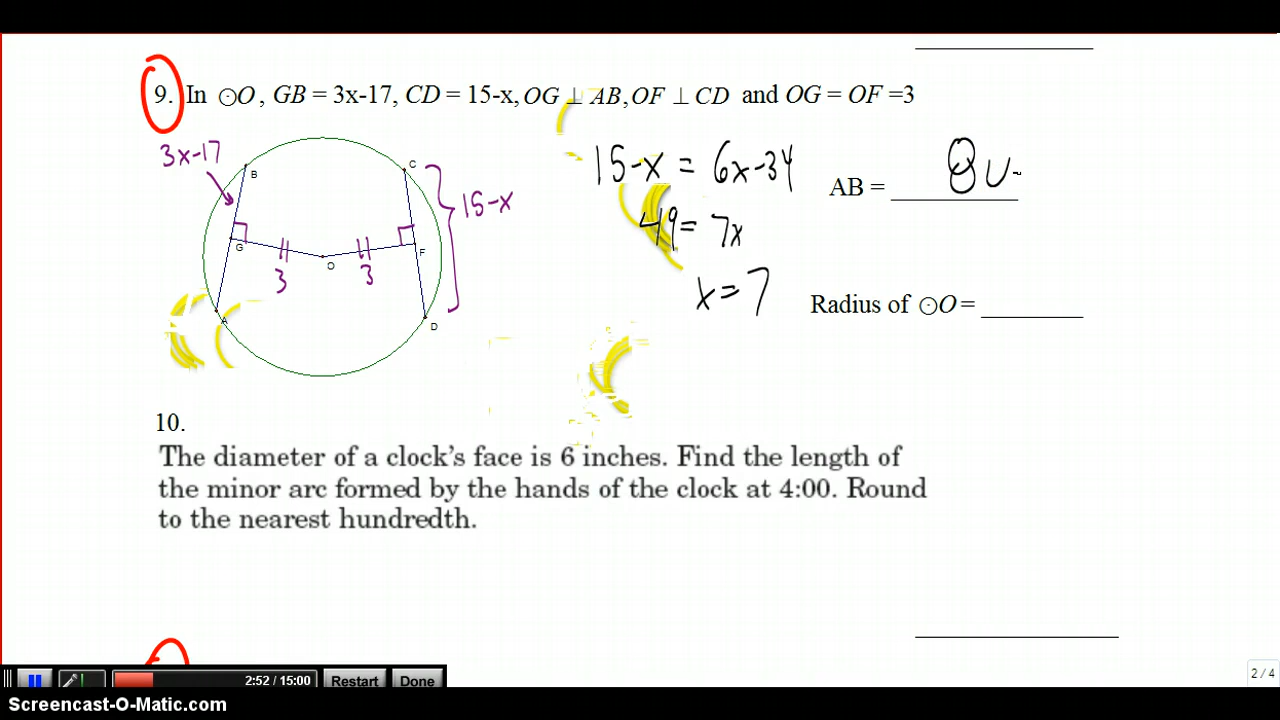 9. In ⊙O, GB = 3x-17, CD = 15-x, OG ⊥ AB, OF ⊥ CD and OG = OF =3
3x-17
B
C
15-x
G
O
F
3
3
A
D
15-x = 6x-34
49 = 7x
x = 7
AB = 8 u
Radius of ⊙O =
10.
The diameter of a clock's face is 6 inches. Find the length of
the minor arc formed by the hands of the clock at 4:00. Round
to the nearest hundredth.
2:52 / 15:00
Restart
Done
2 / 4
Screencast-O-Matic.com